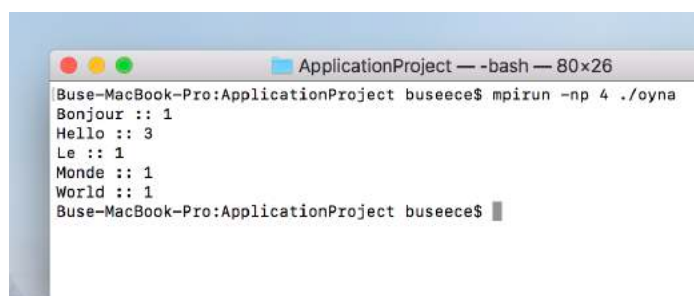 ApplicationProject — -bash — 80×26
[Buse-MacBook-Pro:ApplicationProject buseece$ mpirun -np 4 ./oyna
Bonjour :: 1
Hello :: 3
Le :: 1
Monde :: 1
World :: 1
Buse-MacBook-Pro:ApplicationProject buseece$